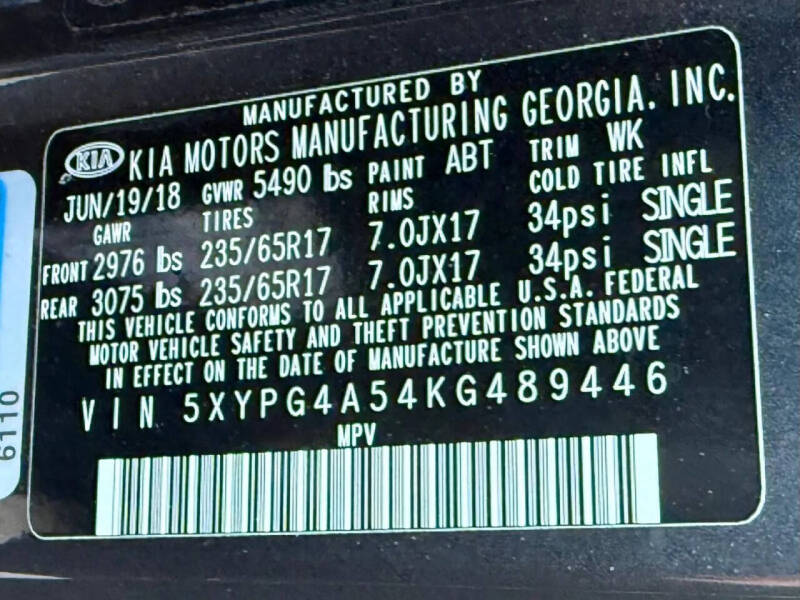 MANUFACTURED BY
KIA KIA MOTORS MANUFACTURING GEORGIA, INC.
JUN/19/18 GVWR 5490 lbs PAINT ABT TRIM WK
GAWR TIRES RIMS COLD TIRE INFL
FRONT 2976 lbs 235/65R17 7.0JX17 34psi SINGLE
REAR 3075 lbs 235/65R17 7.0JX17 34psi SINGLE
THIS VEHICLE CONFORMS TO ALL APPLICABLE U.S.A. FEDERAL
MOTOR VEHICLE SAFETY AND THEFT PREVENTION STANDARDS
IN EFFECT ON THE DATE OF MANUFACTURE SHOWN ABOVE
VIN 5XYPG4A54KG489446
MPV
6110